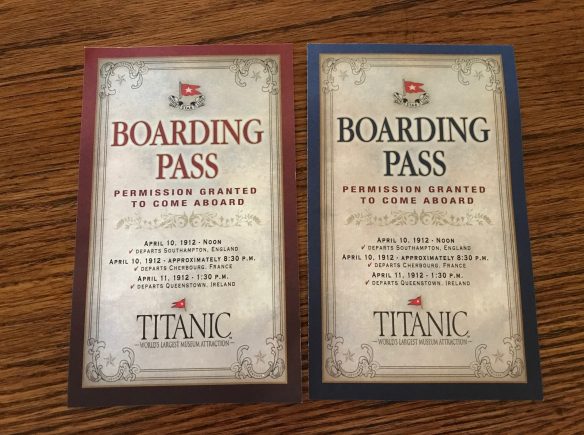 STAR
BOARDING
PASS
PERMISSION GRANTED
TO COME ABOARD
APRIL 10, 1912 - NOON
✓ DEPARTS SOUTHAMPTON, ENGLAND
APRIL 10, 1912 - APPROXIMATELY 8:30 P.M.
✓ DEPARTS CHERBOURG, FRANCE
APRIL 11, 1912 - 1:30 P.M.
✓ DEPARTS QUEENSTOWN, IRELAND
TITANIC
WORLD'S LARGEST MUSEUM ATTRACTION
STAR
BOARDING
PASS
PERMISSION GRANTED
TO COME ABOARD
APRIL 10, 1912 - NOON
✓ DEPARTS SOUTHAMPTON, ENGLAND
APRIL 10, 1912 - APPROXIMATELY 8:30 P.M.
✓ DEPARTS CHERBOURG, FRANCE
APRIL 11, 1912 - 1:30 P.M.
✓ DEPARTS QUEENSTOWN, IRELAND
TITANIC
WORLD'S LARGEST MUSEUM ATTRACTION